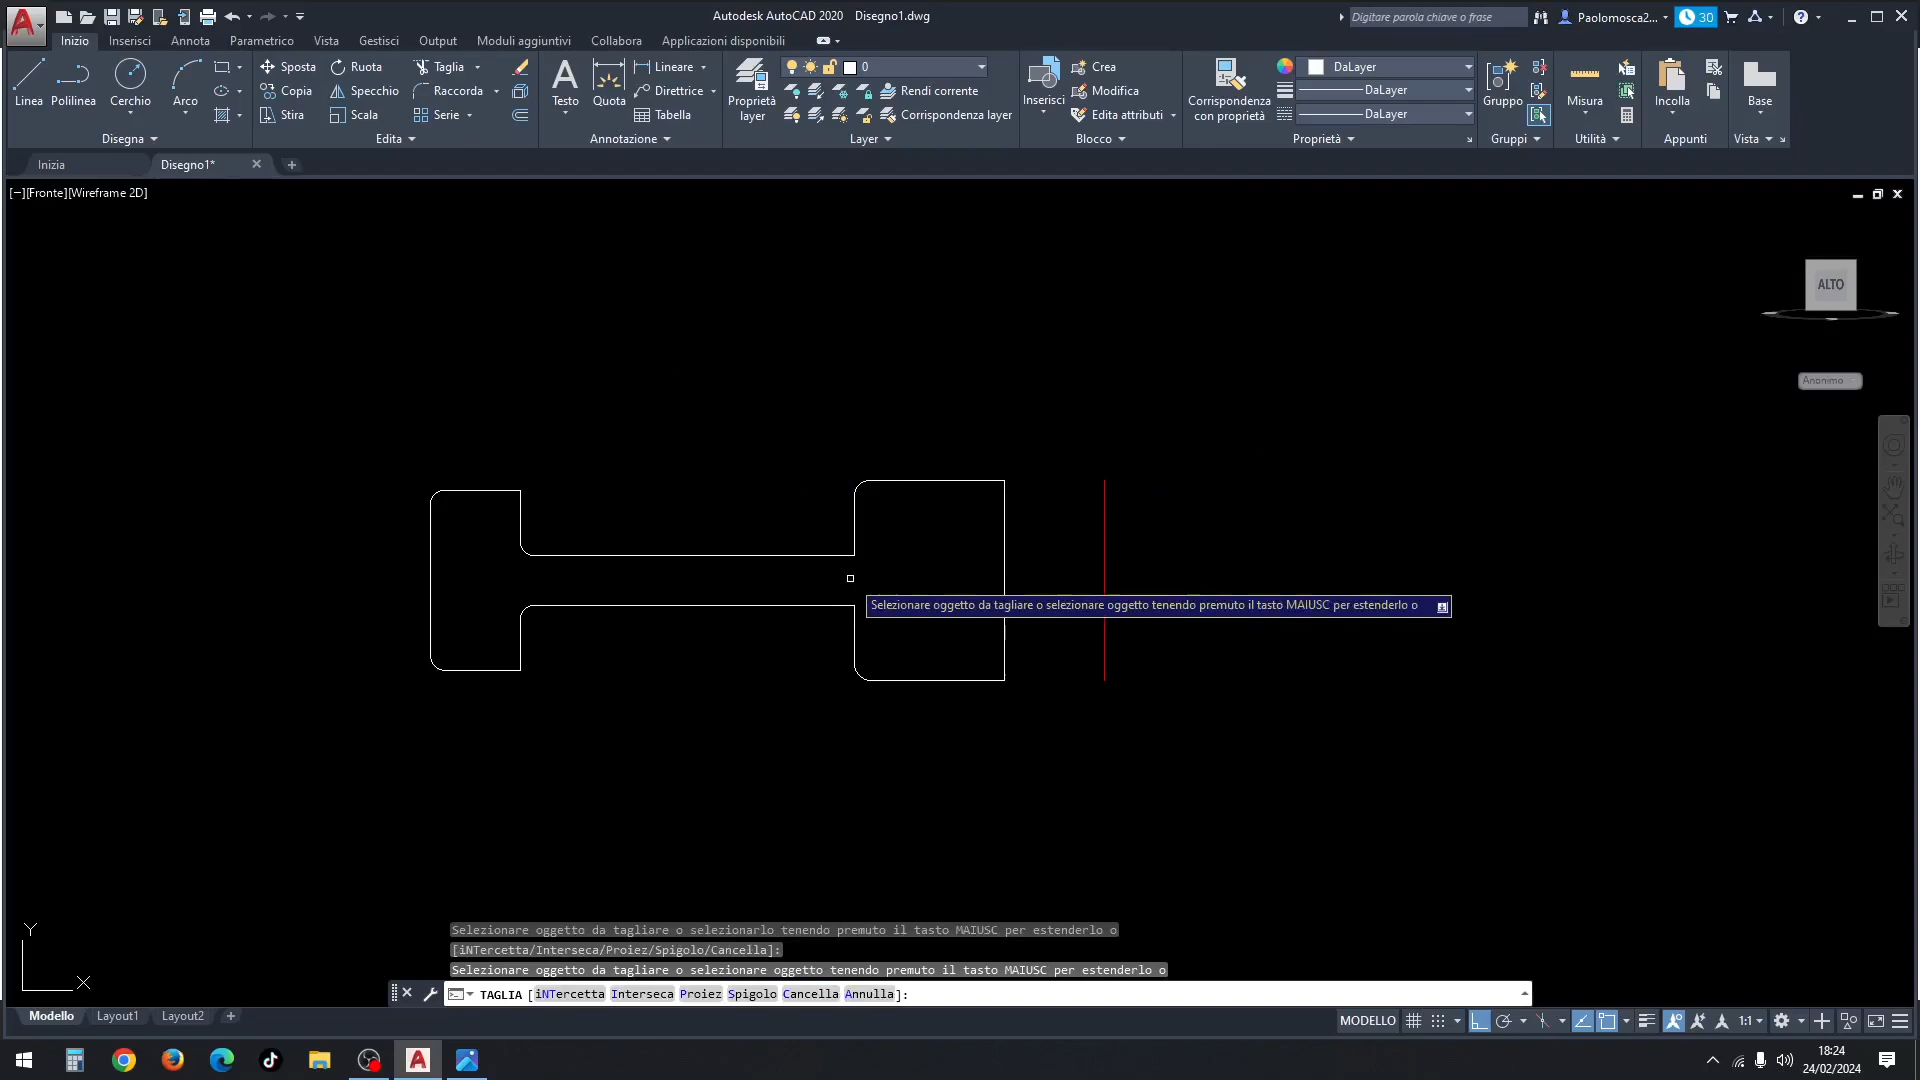 Autodesk AutoCAD 2020 Disegno1.dwg
Digitare parola chiave o frase
Paolomosca2...
30
Inizio Inserisci Annota Parametrico Vista Gestisci Output Moduli aggiuntivi Collabora Applicazioni disponibili
Linea Polilinea Cerchio Arco
Disegna
Sposta Ruota Taglia
Copia Specchio Raccorda
Stira Scala Serie
Edita
Testo Quota
Lineare
Direttrice
Tabella
Annotazione
Proprietà layer
0
Rendi corrente
Corrispondenza layer
Layer
Inserisci
Crea
Modifica
Edita attributi
Blocco
Corrispondenza con proprietà
DaLayer
DaLayer
DaLayer
Proprietà
Gruppo
Gruppi
Misura
Utilità
Incolla
Appunti
Base
Vista
Inizia Disegno1*
[−][Fronte][Wireframe 2D]
ALTO
Anonimo
Selezionare oggetto da tagliare o selezionare oggetto tenendo premuto il tasto MAIUSC per estenderlo o
Y
X
Selezionare oggetto da tagliare o selezionarlo tenendo premuto il tasto MAIUSC per estenderlo o
[iNTercetta/Interseca/Proiez/Spigolo/Cancella]:
Selezionare oggetto da tagliare o selezionare oggetto tenendo premuto il tasto MAIUSC per estenderlo o
TAGLIA [iNTercetta Interseca Proiez Spigolo Cancella Annulla]:
Modello Layout1 Layout2
MODELLO
1:1
18:24
24/02/2024